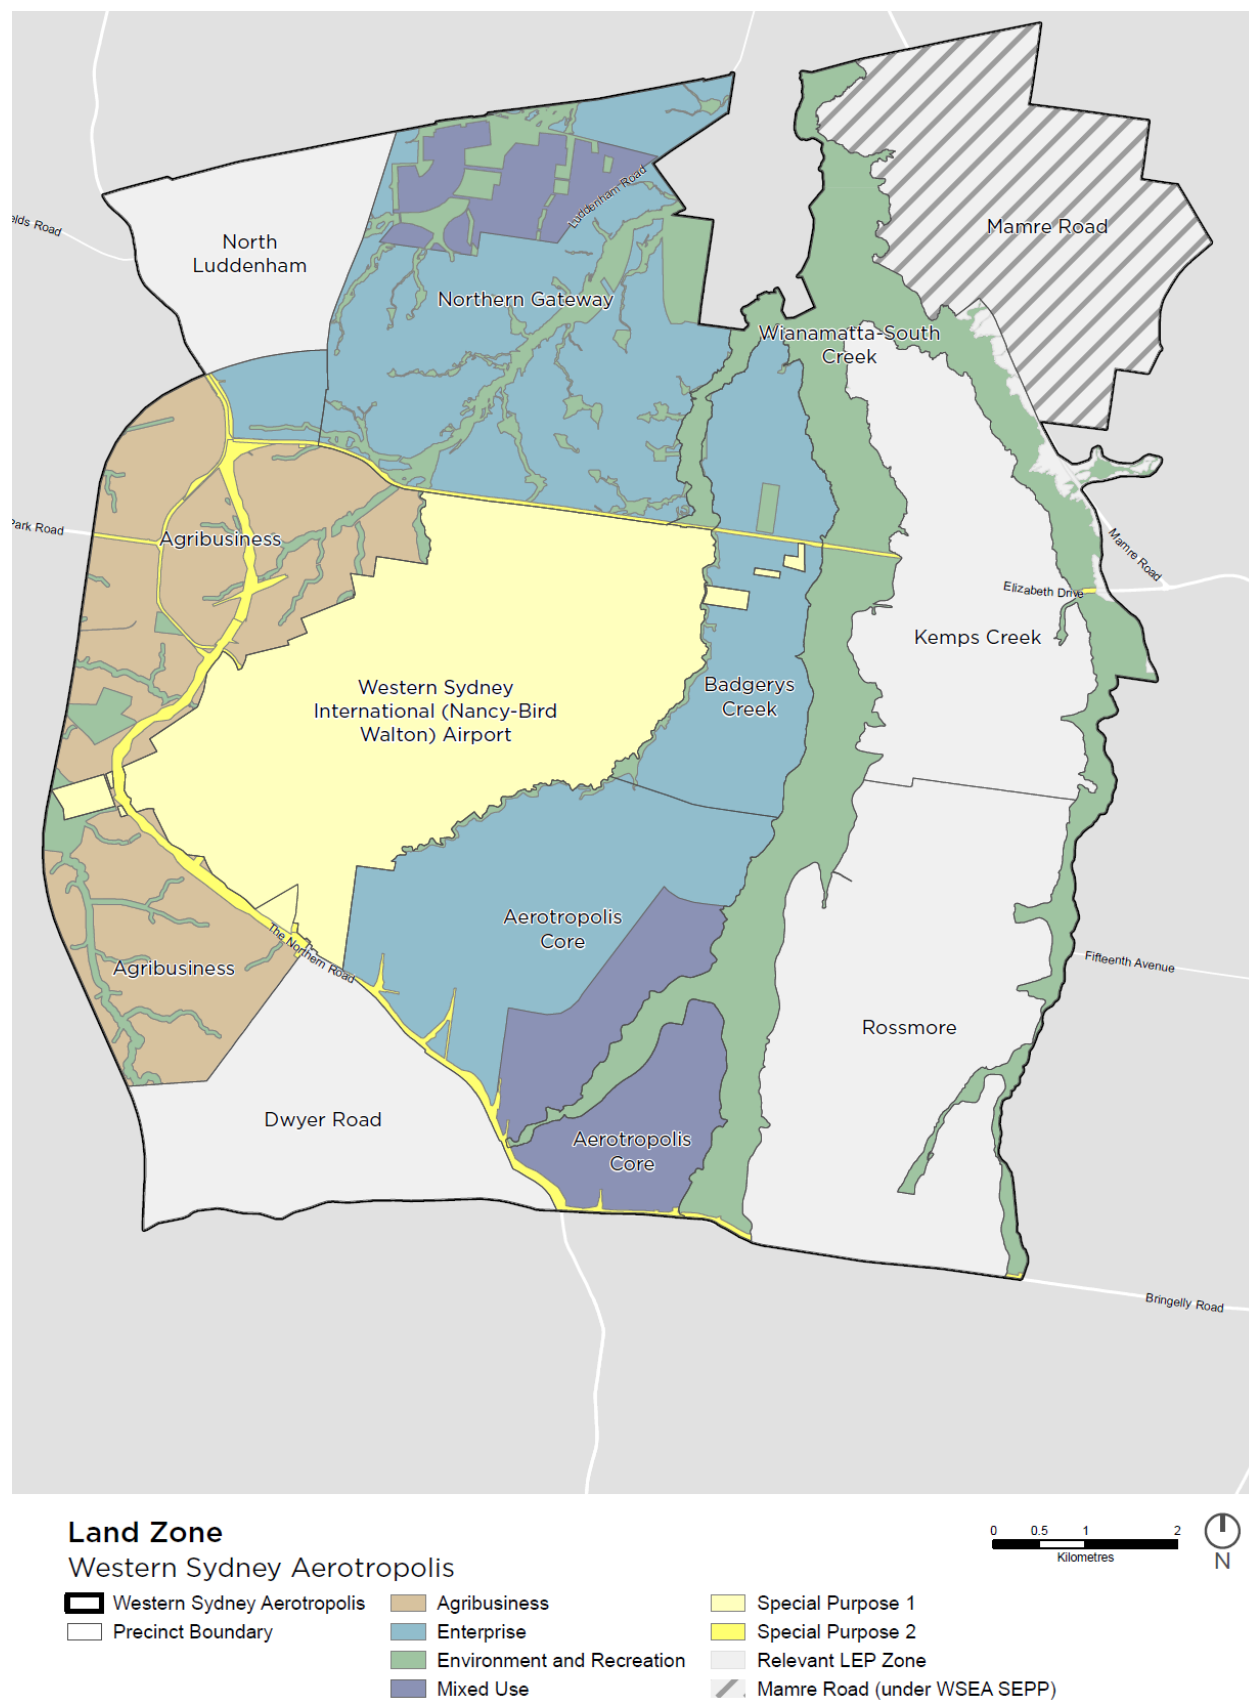 Mamre Road
elds Road
North
Luddenham
Luddenham Road
Northern Gateway
Wianamatta-South
Creek
Park Road
Agribusiness
Mamre Road
Elizabeth Drive
Kemps Creek
Western Sydney
International (Nancy-Bird
Walton) Airport
Badgerys
Creek
Aerotropolis
Core
The Northern Road
Agribusiness
Fifteenth Avenue
Rossmore
Dwyer Road
Aerotropolis
Core
Bringelly Road
Land Zone
Western Sydney Aerotropolis
0 0.5 1 2
Kilometres
N
Western Sydney Aerotropolis
Precinct Boundary
Agribusiness
Enterprise
Environment and Recreation
Mixed Use
Special Purpose 1
Special Purpose 2
Relevant LEP Zone
Mamre Road (under WSEA SEPP)